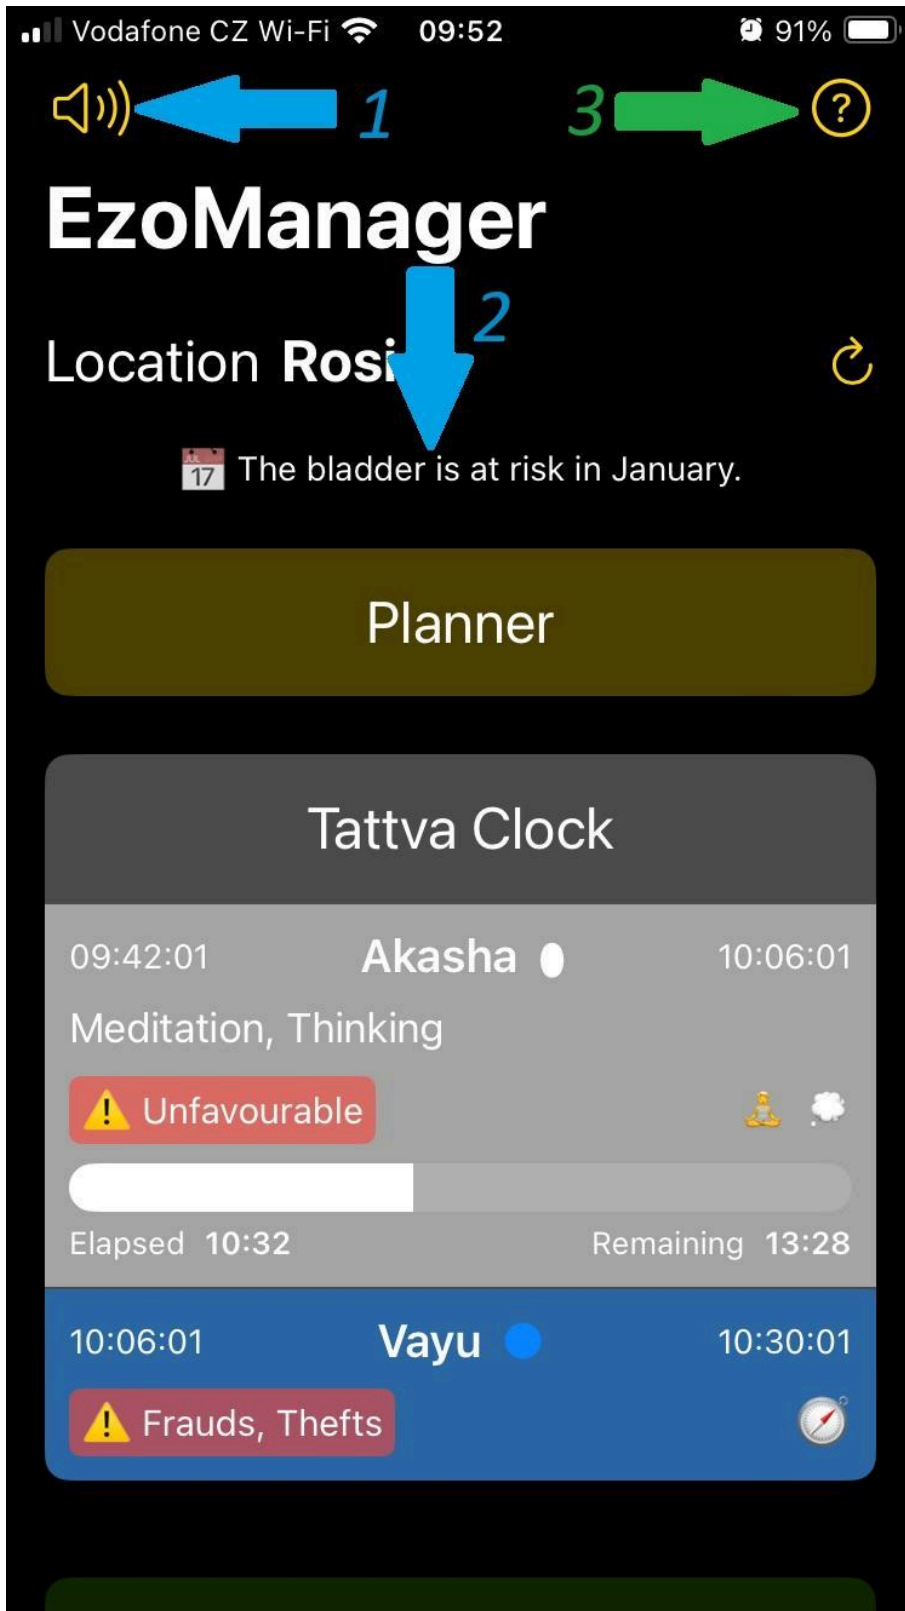 Vodafone CZ Wi-Fi 09:52 91%
1 3 ?
EzoManager
2
Location
JUL 17 The bladder is at risk in January.
Planner
Tattva Clock
09:42:01 Akasha 10:06:01
Meditation, Thinking
Unfavourable
Elapsed 10:32 Remaining 13:28
10:06:01 Vayu 10:30:01
Frauds, Thefts